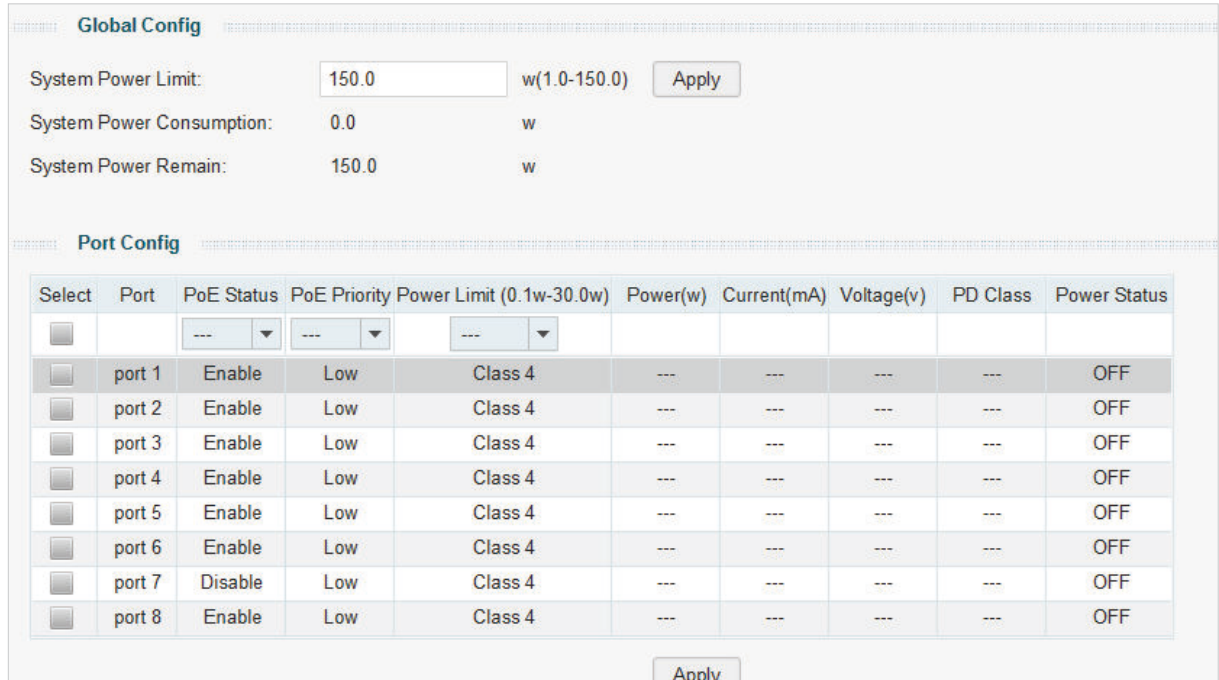 Global Config
System Power Limit: 150.0 w(1.0-150.0) Apply
System Power Consumption: 0.0 w
System Power Remain: 150.0 w
Port Config
Select Port PoE Status PoE Priority Power Limit (0.1w-30.0w) Power(w) Current(mA) Voltage(v) PD Class Power Status
--- --- ---
port 1 Enable Low Class 4 --- --- --- --- OFF
port 2 Enable Low Class 4 --- --- --- --- OFF
port 3 Enable Low Class 4 --- --- --- --- OFF
port 4 Enable Low Class 4 --- --- --- --- OFF
port 5 Enable Low Class 4 --- --- --- --- OFF
port 6 Enable Low Class 4 --- --- --- --- OFF
port 7 Disable Low Class 4 --- --- --- --- OFF
port 8 Enable Low Class 4 --- --- --- --- OFF
Apply